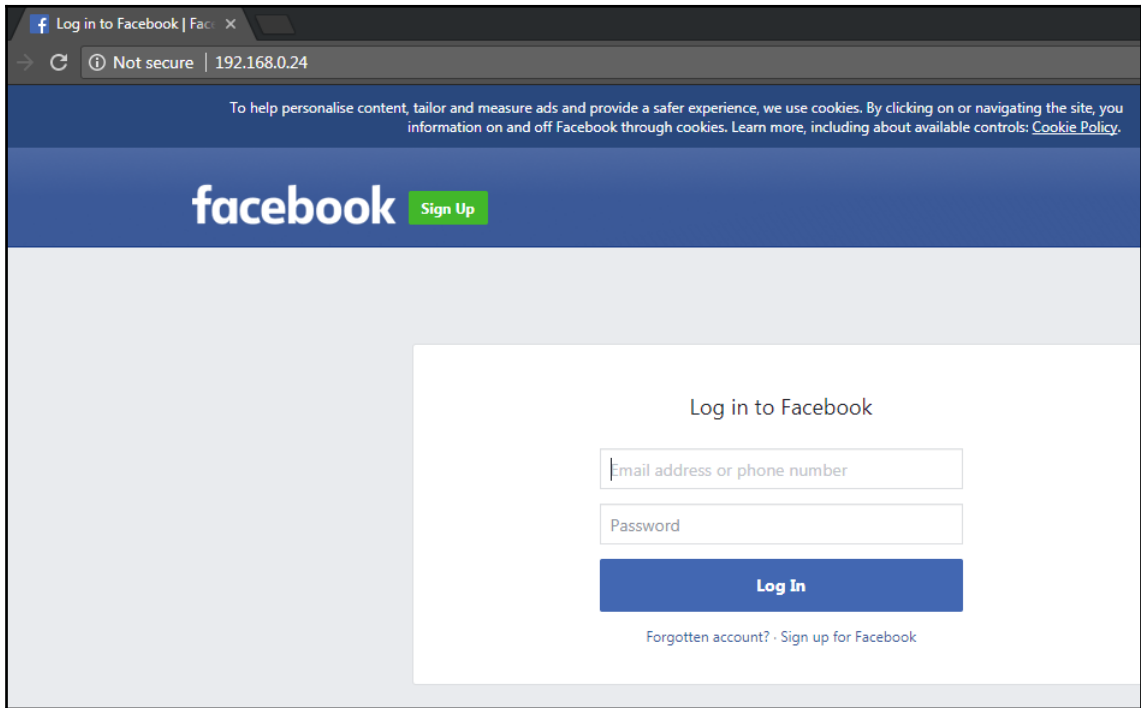 Log in to Facebook | Fac
Not secure | 192.168.0.24
To help personalise content, tailor and measure ads and provide a safer experience, we use cookies. By clicking on or navigating the site, you
information on and off Facebook through cookies. Learn more, including about available controls: Cookie Policy.
facebook Sign Up
Log in to Facebook
Email address or phone number
Password
Log In
Forgotten account? · Sign up for Facebook